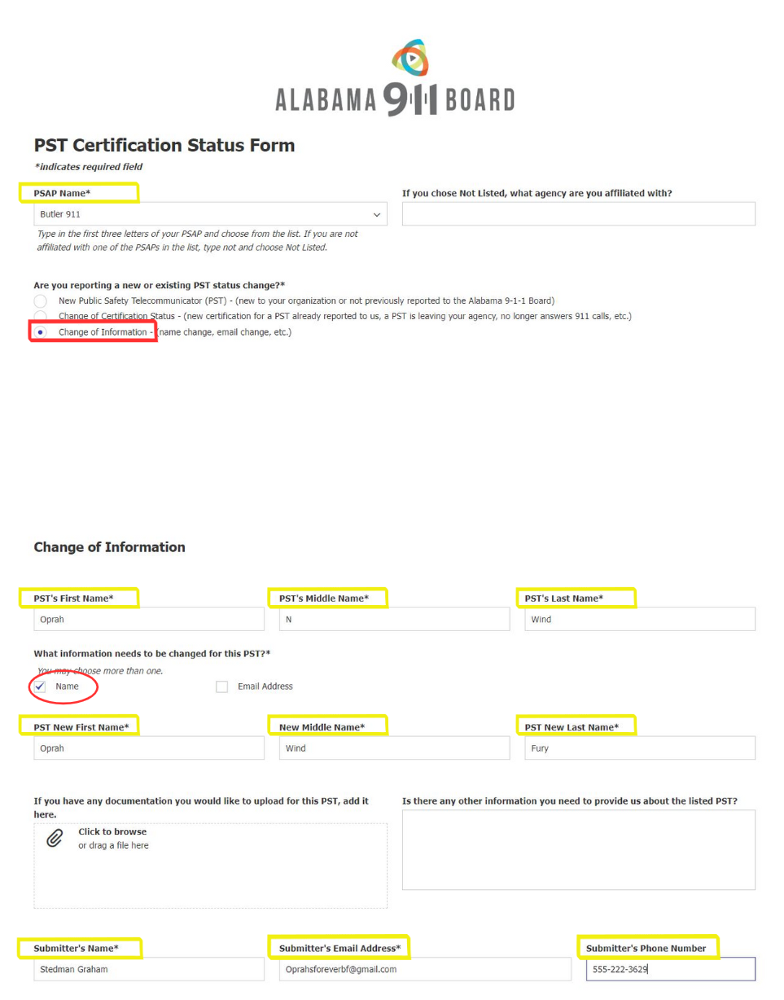 ALABAMA 911 BOARD
PST Certification Status Form
*indicates required field
PSAP Name*
If you chose Not Listed, what agency are you affiliated with?
Butler 911
Type in the first three letters of your PSAP and choose from the list. If you are not
affiliated with one of the PSAPs in the list, type not and choose Not Listed.
Are you reporting a new or existing PST status change?*
New Public Safety Telecommunicator (PST) - (new to your organization or not previously reported to the Alabama 9-1-1 Board)
Change of Certification Status - (new certification for a PST already reported to us, a PST is leaving your agency, no longer answers 911 calls, etc.)
Change of Information - (name change, email change, etc.)
Change of Information
PST's First Name*
PST's Middle Name*
PST's Last Name*
Oprah
N
Wind
What information needs to be changed for this PST?*
You may choose more than one.
Name
Email Address
PST New First Name*
New Middle Name*
PST New Last Name*
Oprah
Wind
Fury
If you have any documentation you would like to upload for this PST, add it
here.
Is there any other information you need to provide us about the listed PST?
Click to browse
or drag a file here
Submitter's Name*
Submitter's Email Address*
Submitter's Phone Number
Stedman Graham
Oprahsforeverbf@gmail.com
555-222-3629